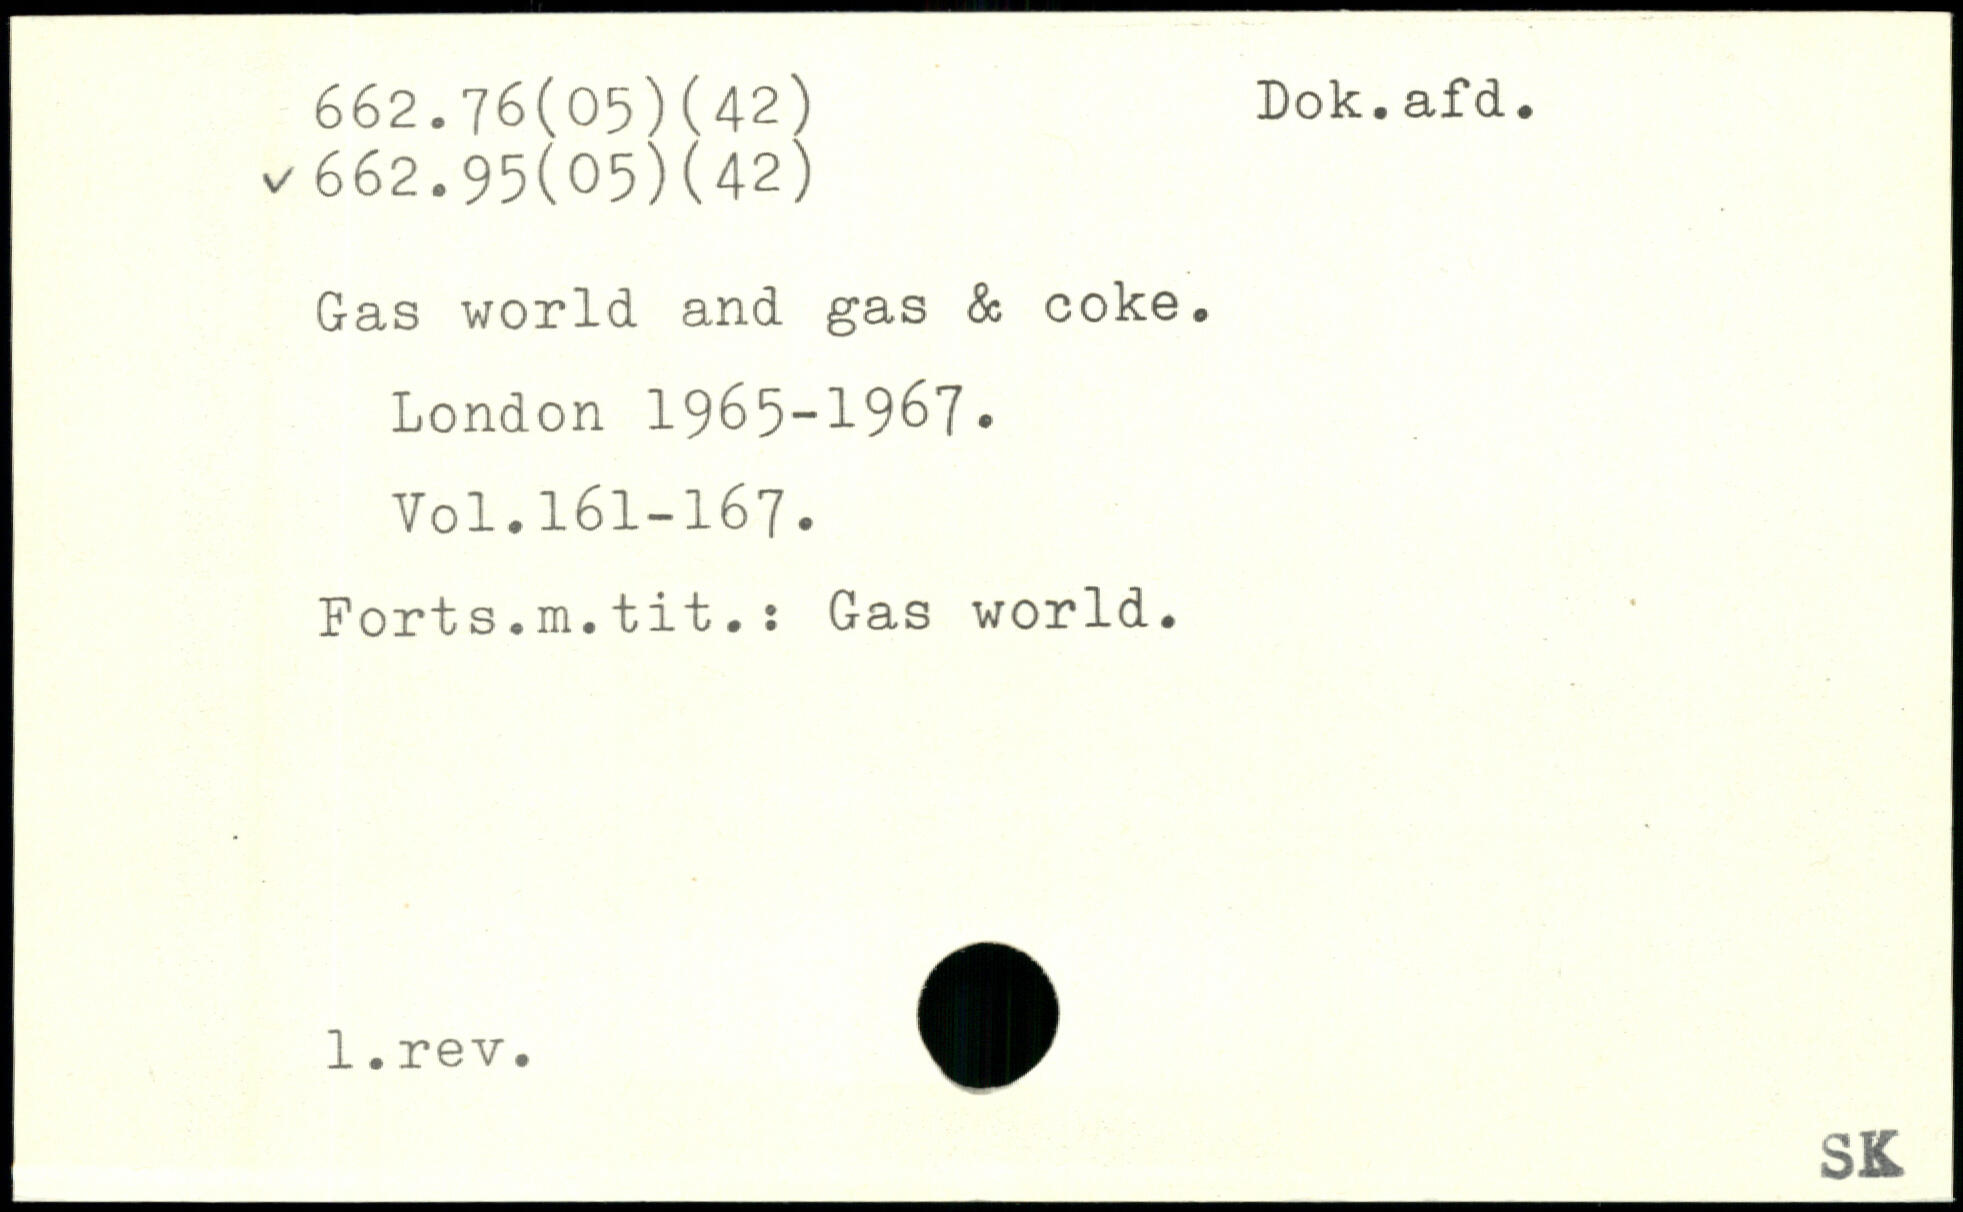 662.76(05)(42) Dok.afd.
✓ 662.95(05)(42)
Gas world and gas & coke.
London 1965-1967.
Vol.161-167.
Forts.m.tit.: Gas world.
1.rev.
SK